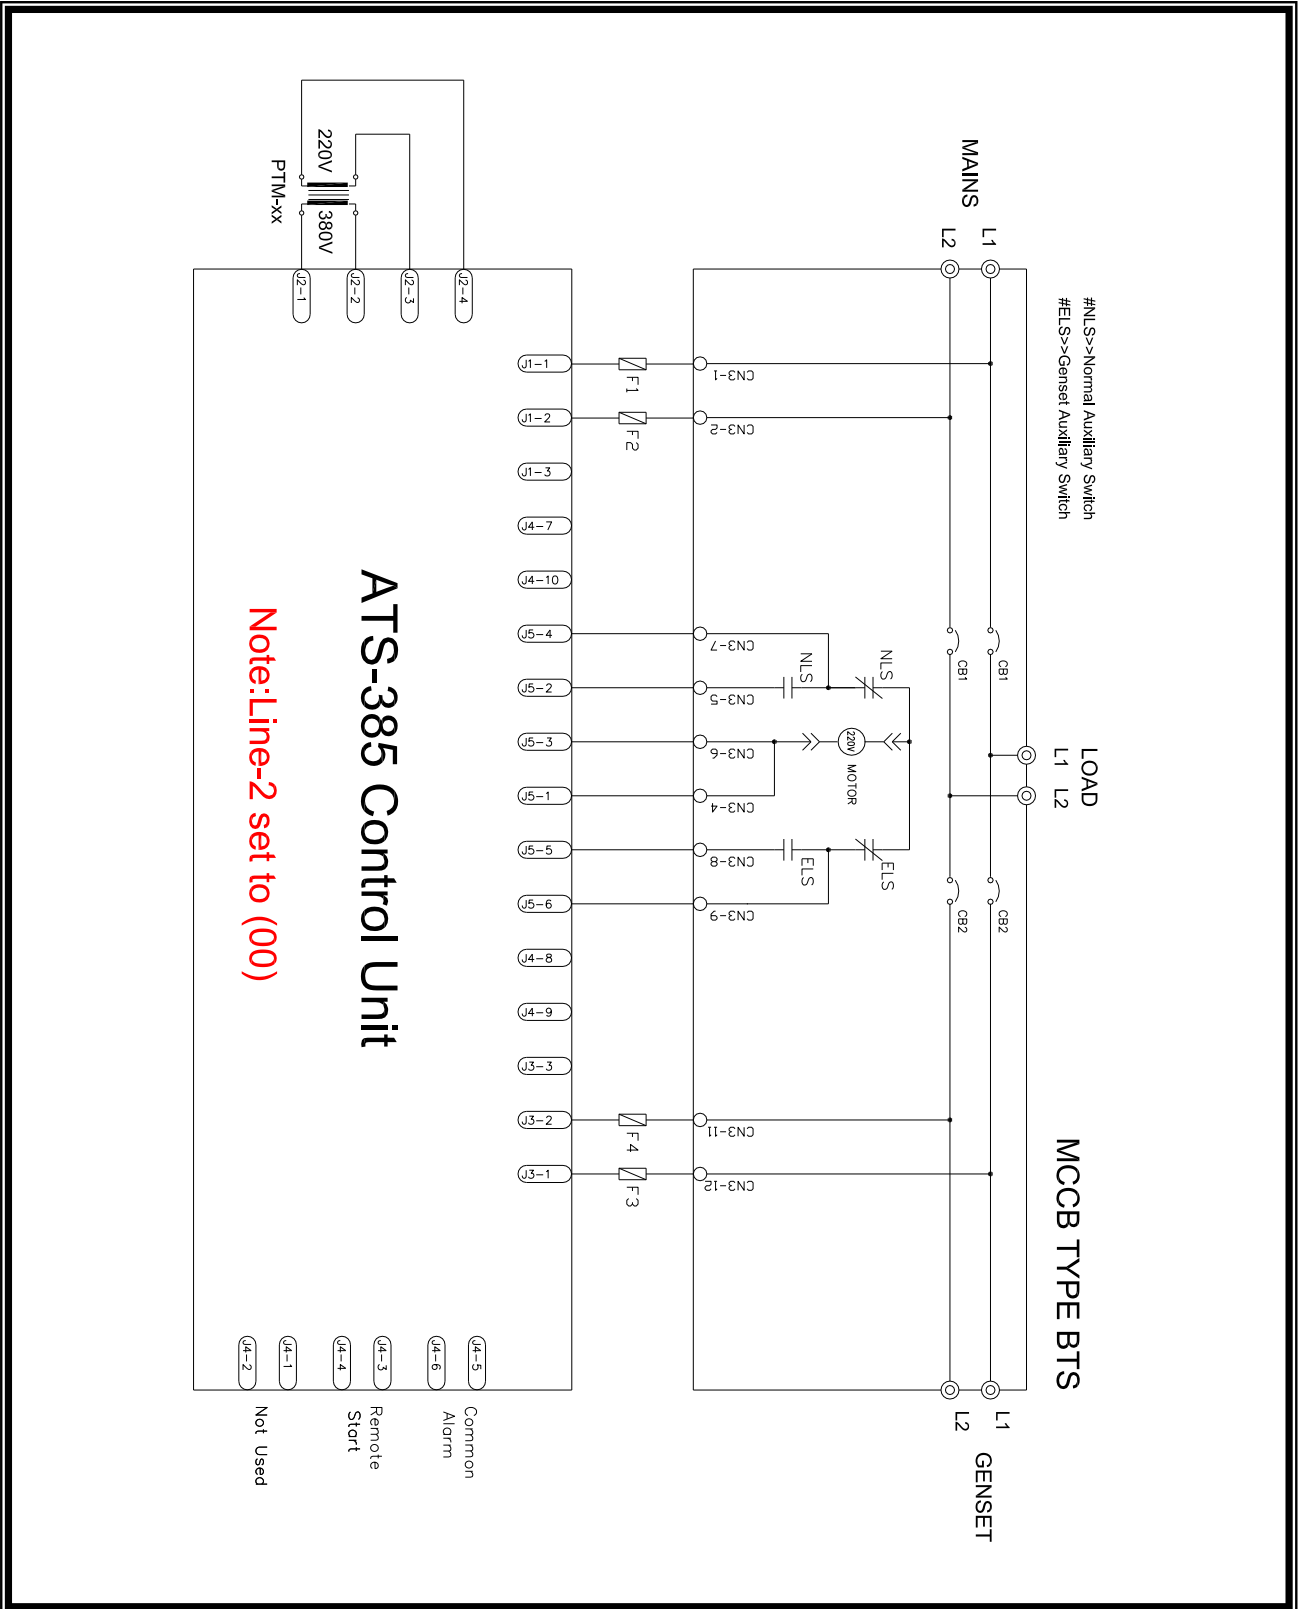 MCCB TYPE BTS
#NLS>>Normal Auxiliary Switch
#ELS>>Genset Auxiliary Switch
MAINS
L1
L2
LOAD
L1 L2
GENSET
L1
L2
CB1
CB1
CB2
CB2
NLS
NLS
220V
MOTOR
ELS
ELS
CN3-1
CN3-2
CN3-7
CN3-5
CN3-6
CN3-4
CN3-8
CN3-9
CN3-11
CN3-12
F1
F2
F4
F3
J1-1
J1-2
J1-3
J4-7
J4-10
J5-4
J5-2
J5-3
J5-1
J5-5
J5-6
J4-8
J4-9
J3-3
J3-2
J3-1
J2-4
J2-3
J2-2
J2-1
220V
380V
PTM-xx
ATS-385 Control Unit
Note:Line-2 set to (00)
J4-5
J4-6
Common
Alarm
J4-3
J4-4
Remote
Start
J4-1
J4-2
Not Used